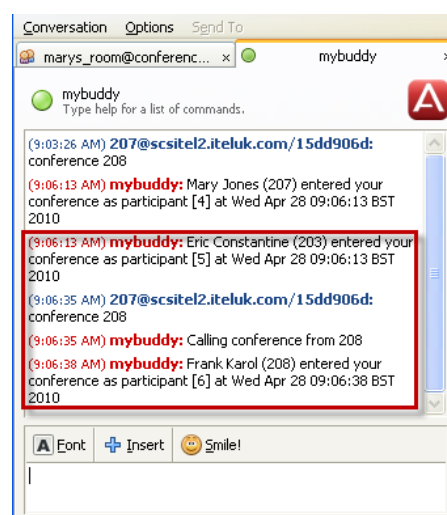 Conversation Options Send To
marys_room@conferenc... × mybuddy
mybuddy
Type help for a list of commands.
A
(9:03:26 AM) 207@scsitel2.iteluk.com/15dd906d:
conference 208
(9:06:13 AM) mybuddy: Mary Jones (207) entered your
conference as participant [4] at Wed Apr 28 09:06:13 BST
2010
(9:06:13 AM) mybuddy: Eric Constantine (203) entered your
conference as participant [5] at Wed Apr 28 09:06:13 BST
2010
(9:06:35 AM) 207@scsitel2.iteluk.com/15dd906d:
conference 208
(9:06:35 AM) mybuddy: Calling conference from 208
(9:06:38 AM) mybuddy: Frank Karol (208) entered your
conference as participant [6] at Wed Apr 28 09:06:38 BST
2010
A Font Insert Smile!